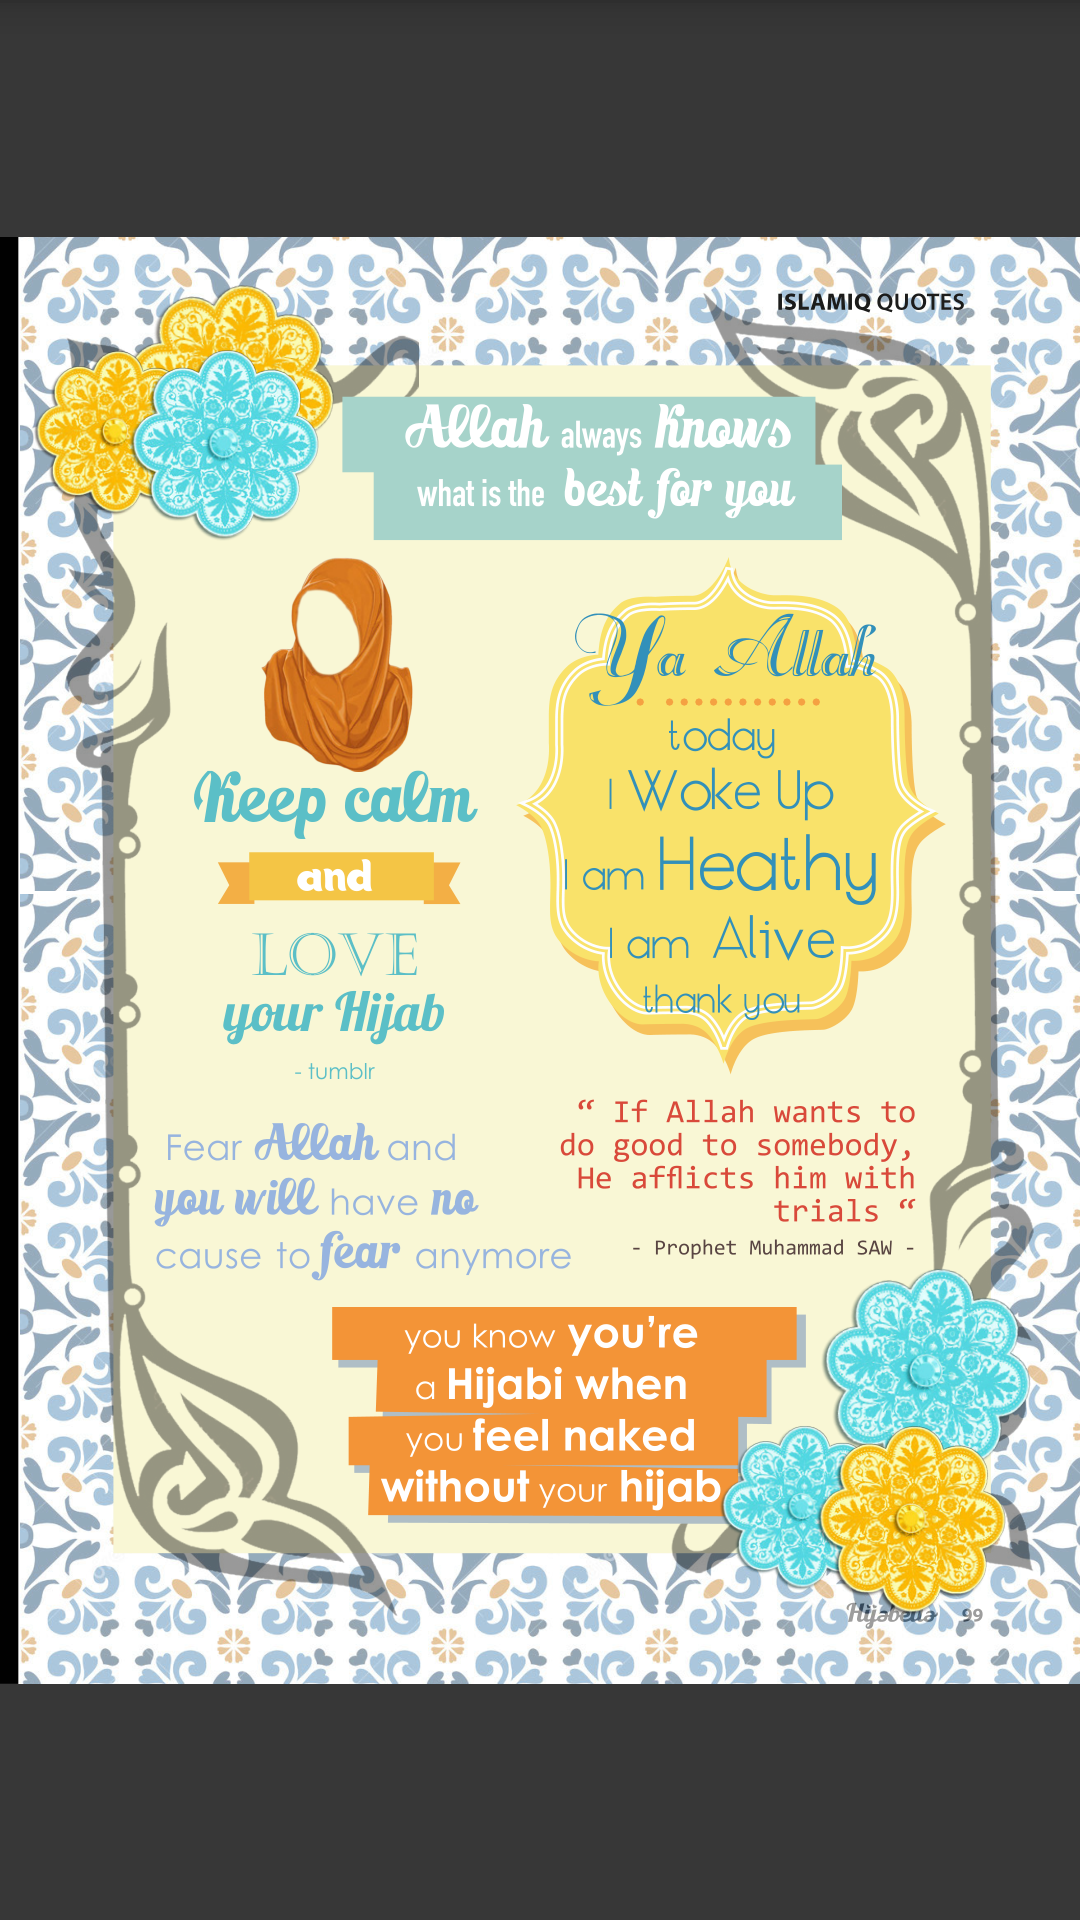 ISLAMIQ QUOTES
Allah always knows
what is the best for you
Keep calm
and
LOVE
your Hijab
- tumblr
Ya Allah
today
I Woke Up
I am Heathy
I am Alive
thank you
Fear Allah and
you will have no
cause to fear anymore
“ If Allah wants to
do good to somebody,
He afflicts him with
trials “
- Prophet Muhammad SAW -
you know you're
a Hijabi when
you feel naked
without your hijab
Hijabella 99